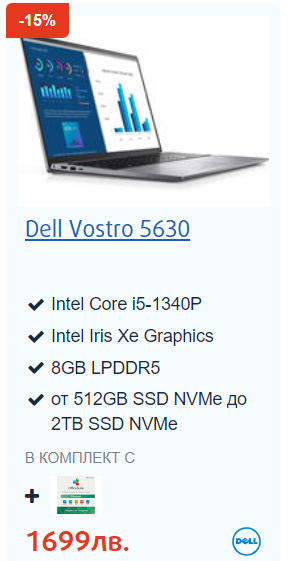 -15%
Dell Vostro 5630
Intel Core i5-1340P
Intel Iris Xe Graphics
8GB LPDDR5
от 512GB SSD NVMe до
2TB SSD NVMe
В КОМПЛЕКТ С
+
1699лв.
DELL